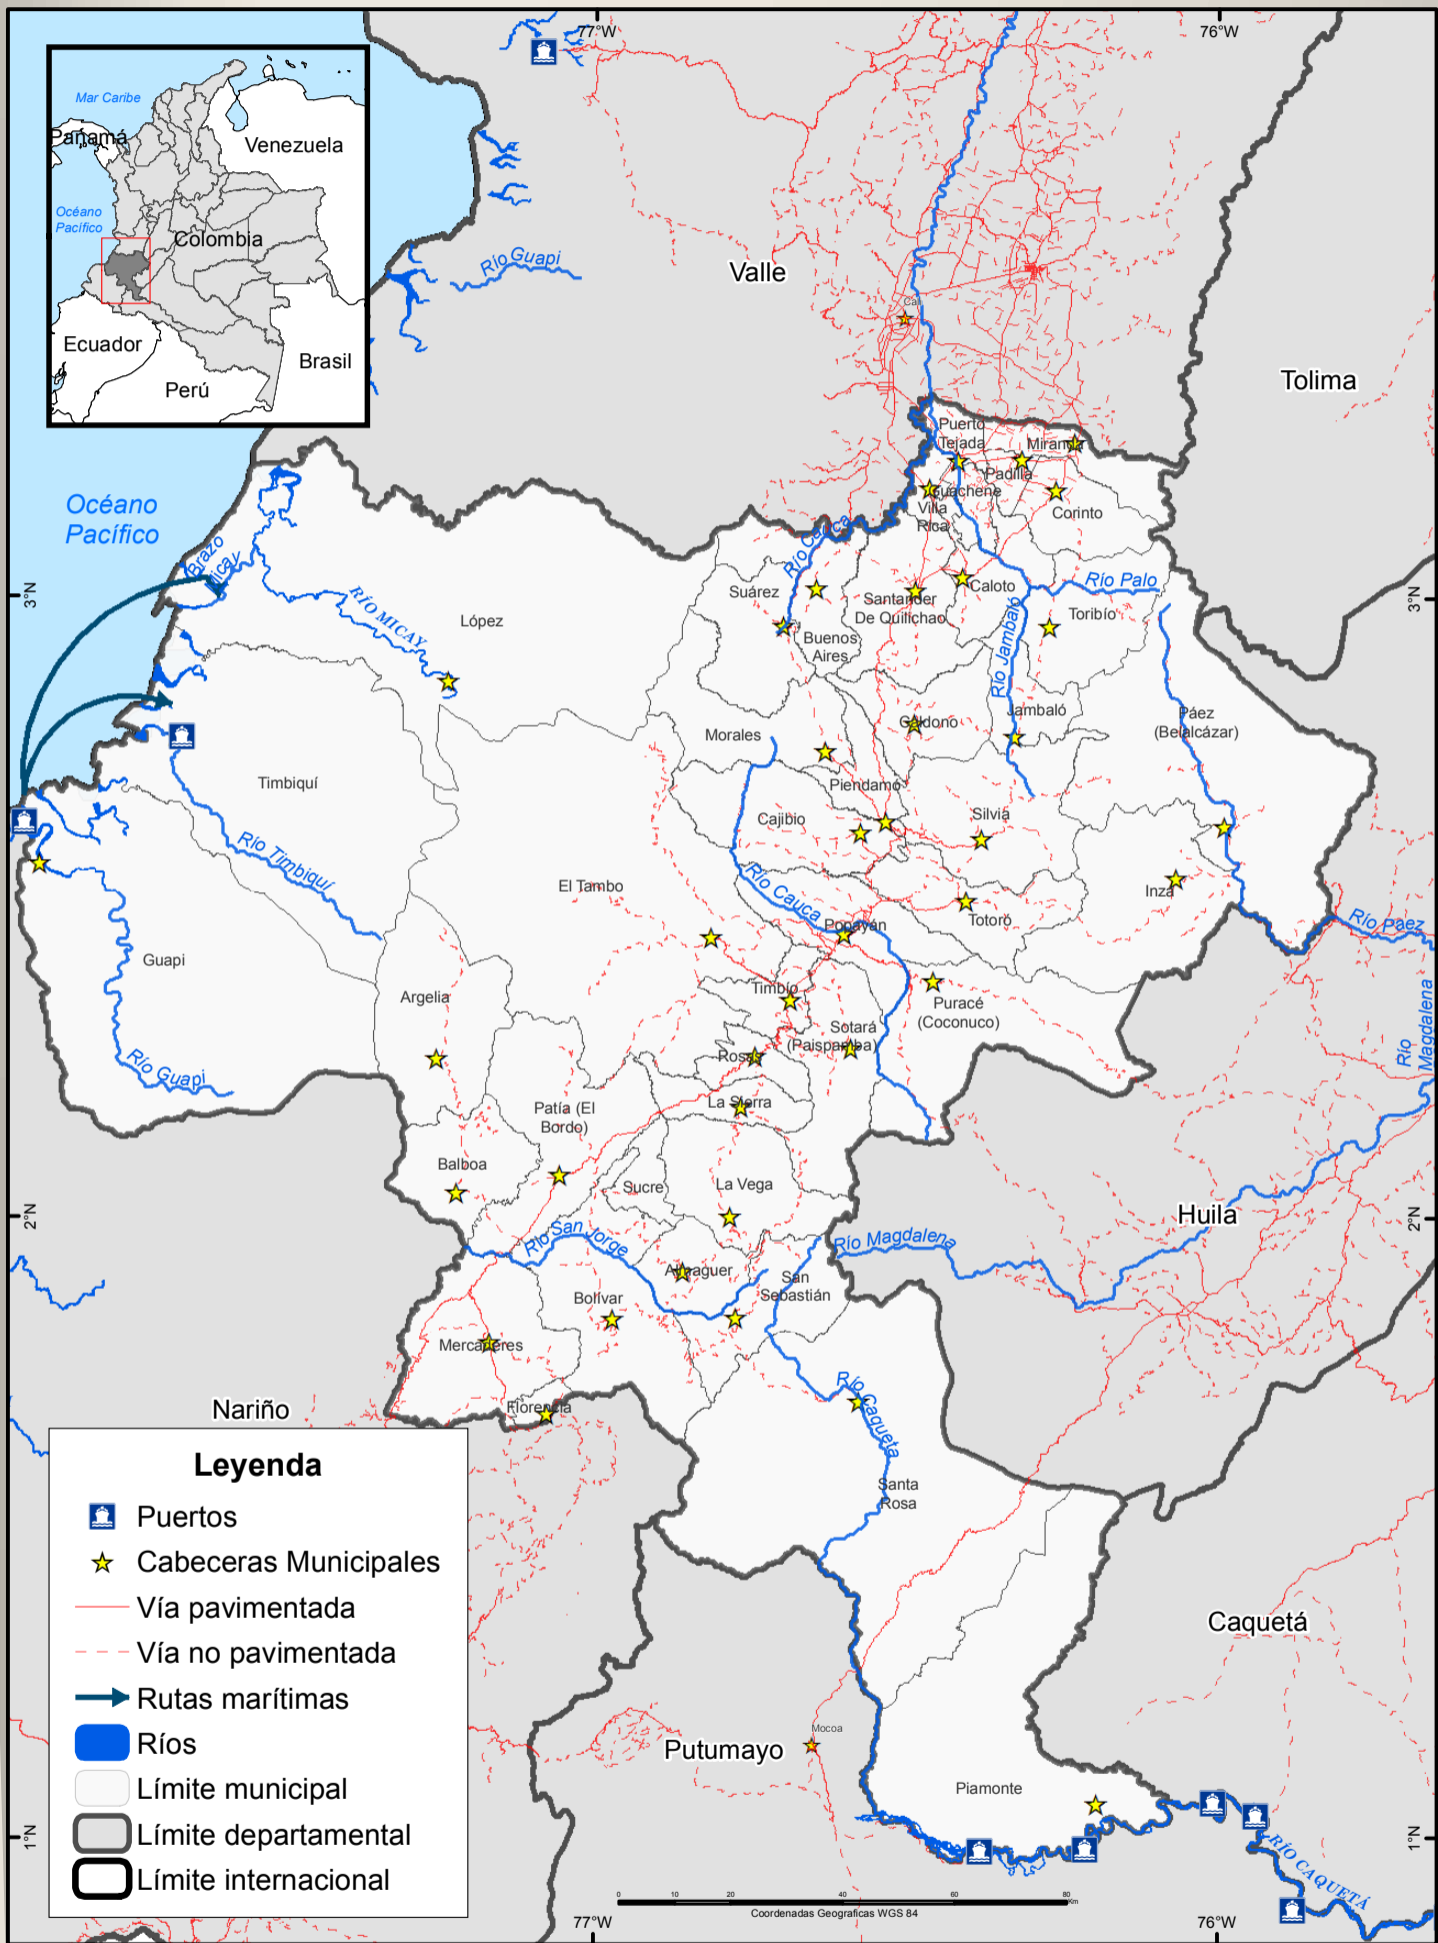 77°W
76°W
Mar Caribe
Panamá
Venezuela
Océano
Pacífico
Colombia
Ecuador
Perú
Brasil
Río Guapi
Valle
Cali
Tolima
Océano
Pacífico
Puerto
Tejada
Miranda
Padilla
Guachene
Villa
Rica
Corinto
Río Cauca
Brazo
Micay
RÍO MICAY
López
Suárez
Santander
De Quilichao
Caloto
Río Palo
Toribío
Buenos
Aires
Río Jambaló
3°N
3°N
Jambaló
Páez
(Belalcázar)
Caldono
Morales
Timbiquí
Piendamó
Cajibio
Silvia
Río Timbiquí
El Tambo
Río Cauca
Inzá
Totoró
Popayán
Río Paez
Guapi
Argelia
Timbío
Puracé
(Coconuco)
Sotará
(Paispamba)
Rosas
Río
Magdalena
Río Guapi
La Sierra
Patía (El
Bordo)
Balboa
Sucre
La Vega
2°N
2°N
Huila
Río San Jorge
Río Magdalena
Almaguer
San
Sebastián
Bolívar
Mercaderes
Río Caqueta
Nariño
Florencia
Santa
Rosa
Leyenda
Puertos
Cabeceras Municipales
Vía pavimentada
Vía no pavimentada
Rutas marítimas
Ríos
Límite municipal
Límite departamental
Límite internacional
Caquetá
Mocoa
Putumayo
Piamonte
1°N
1°N
RÍO CAQUETÁ
0 10 20 40 60 80
Km
Coordenadas Geograficas WGS 84
77°W
76°W